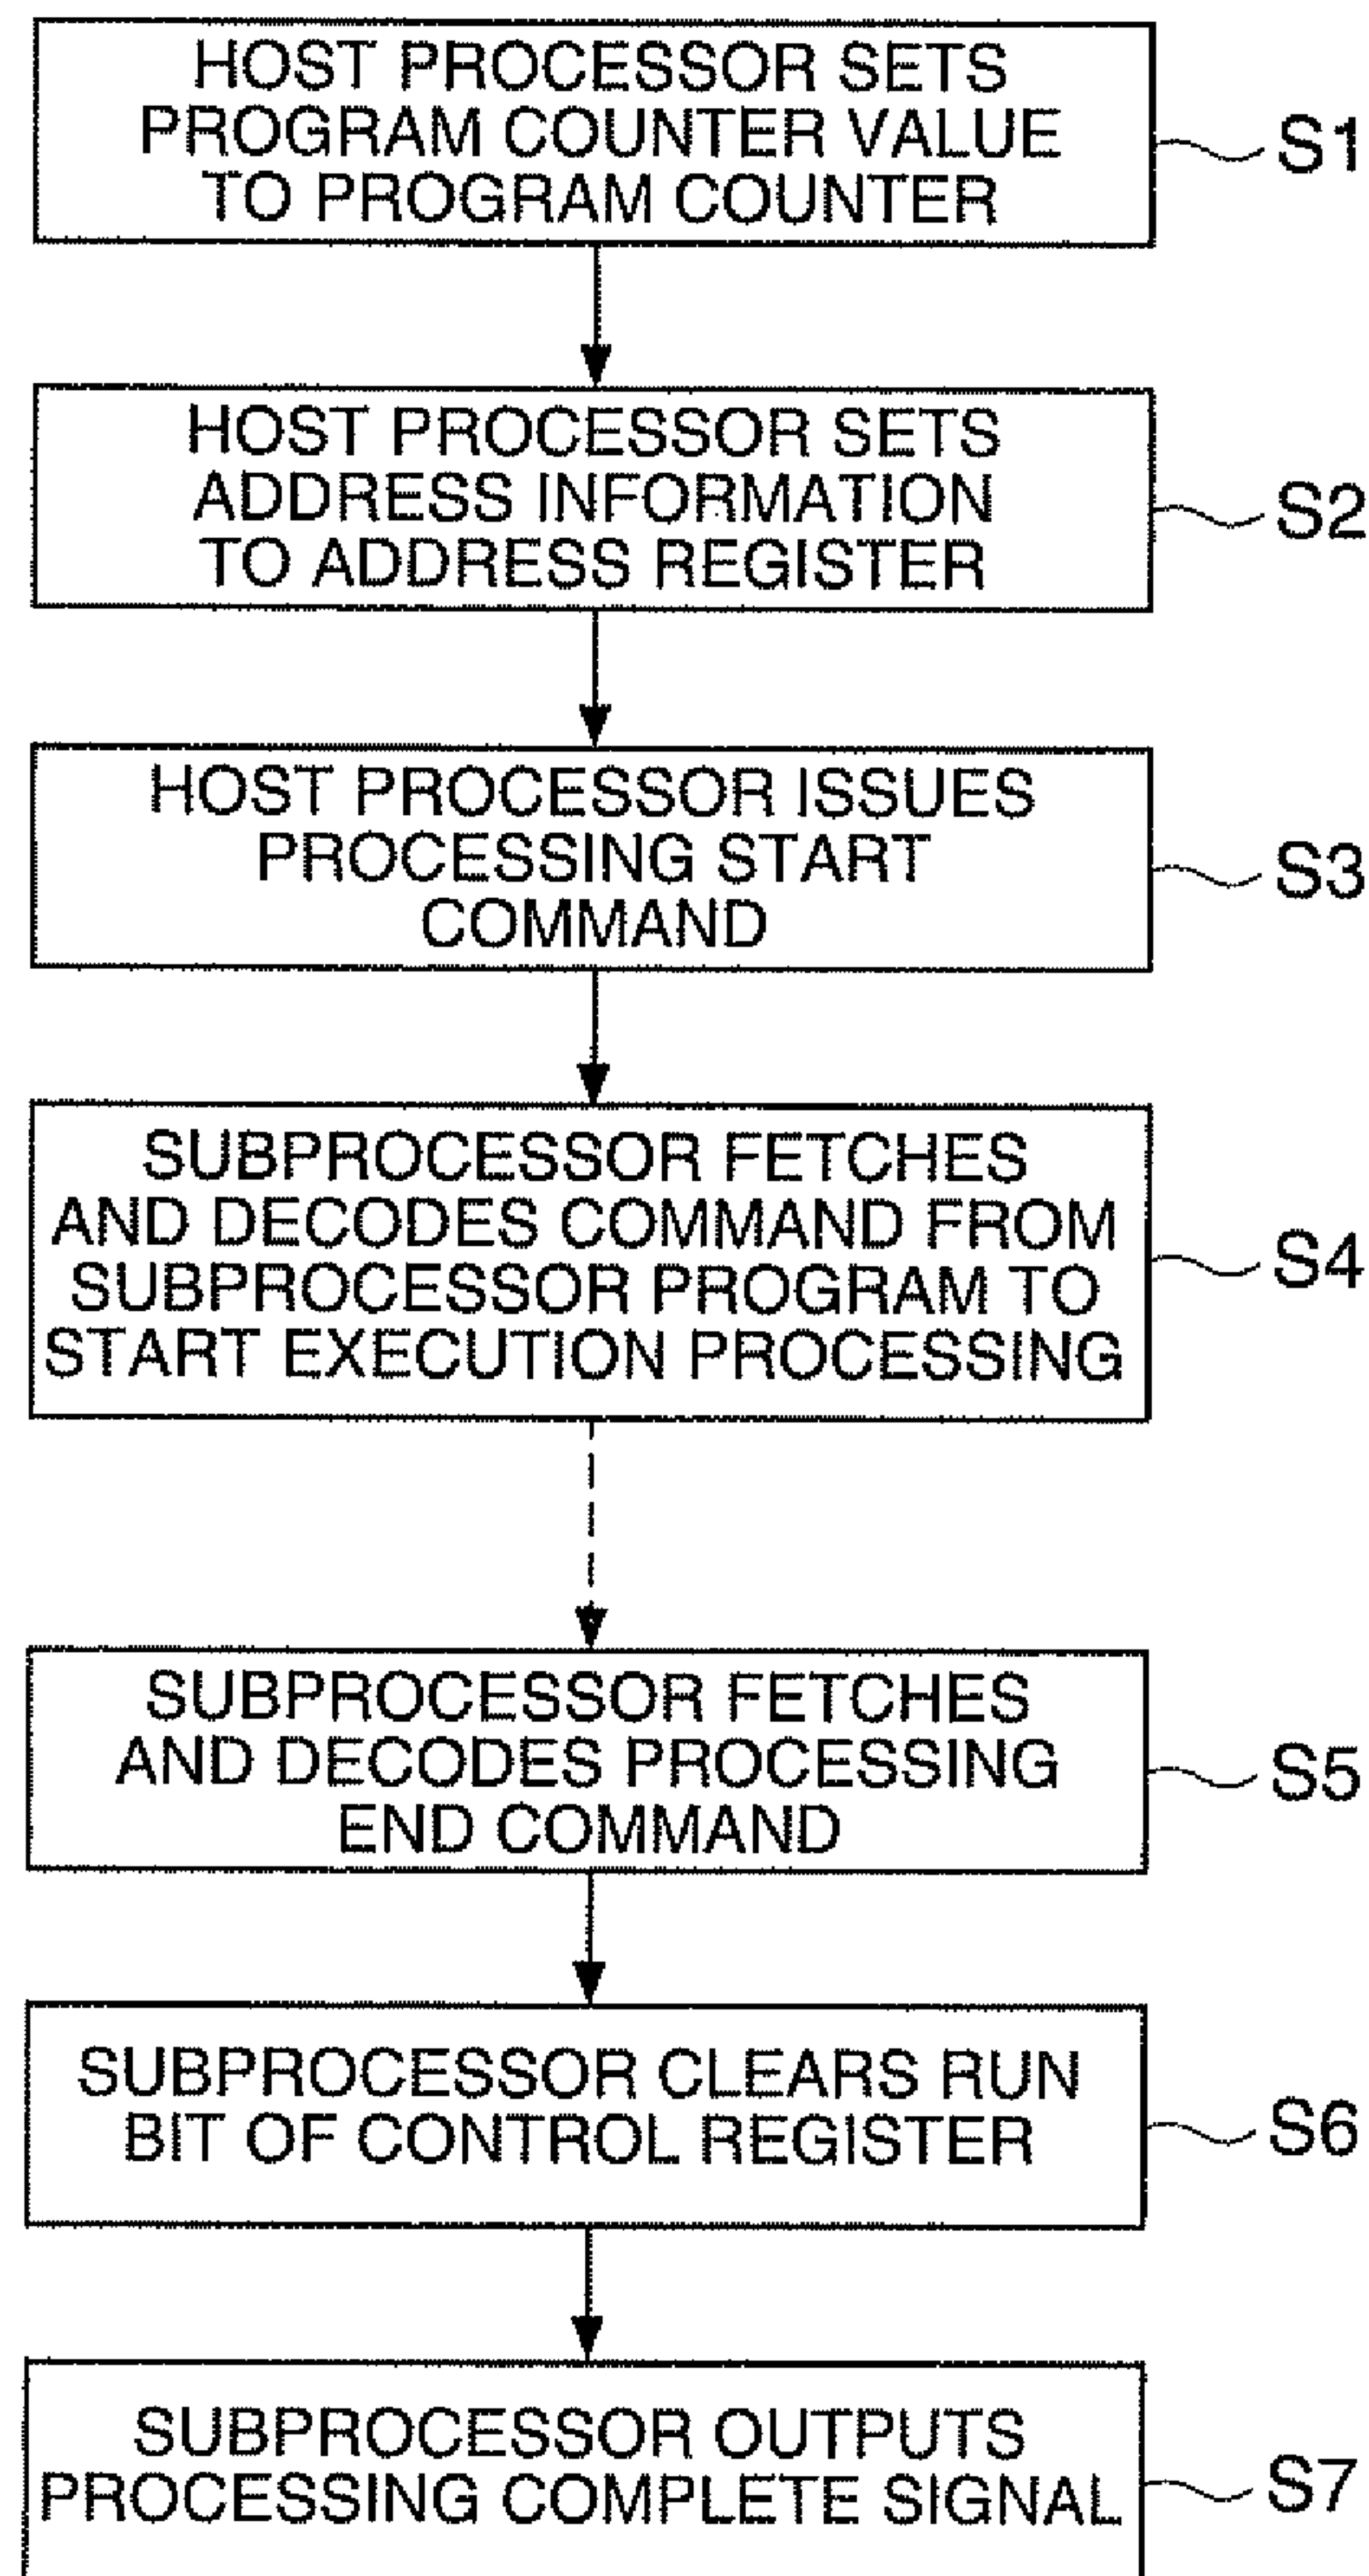 HOST PROCESSOR SETS
PROGRAM COUNTER VALUE
TO PROGRAM COUNTER
S1
HOST PROCESSOR SETS
ADDRESS INFORMATION
TO ADDRESS REGISTER
S2
HOST PROCESSOR ISSUES
PROCESSING START
COMMAND
S3
SUBPROCESSOR FETCHES
AND DECODES COMMAND FROM
SUBPROCESSOR PROGRAM TO
START EXECUTION PROCESSING
S4
SUBPROCESSOR FETCHES
AND DECODES PROCESSING
END COMMAND
S5
SUBPROCESSOR CLEARS RUN
BIT OF CONTROL REGISTER
S6
SUBPROCESSOR OUTPUTS
PROCESSING COMPLETE SIGNAL
S7